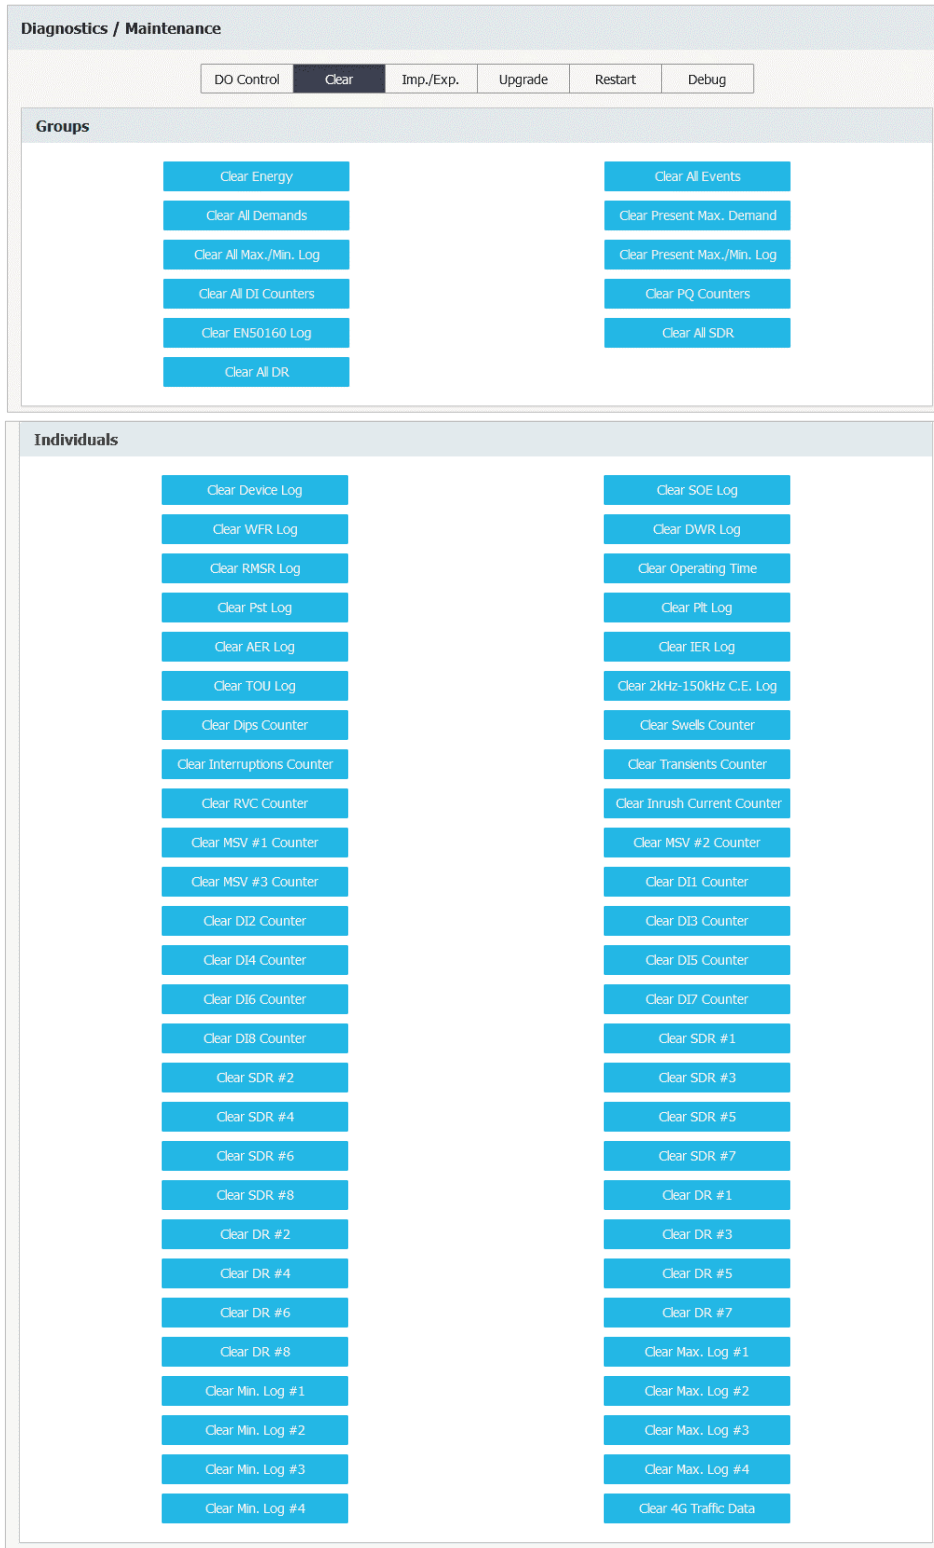 Diagnostics / Maintenance
DO Control Clear Imp./Exp. Upgrade Restart Debug
Groups
Clear Energy Clear All Events
Clear All Demands Clear Present Max. Demand
Clear All Max./Min. Log Clear Present Max./Min. Log
Clear All DI Counters Clear PQ Counters
Clear EN50160 Log Clear All SDR
Clear All DR
Individuals
Clear Device Log Clear SOE Log
Clear WFR Log Clear DWR Log
Clear RMSR Log Clear Operating Time
Clear Pst Log Clear Plt Log
Clear AER Log Clear IER Log
Clear TOU Log Clear 2kHz-150kHz C.E. Log
Clear Dips Counter Clear Swells Counter
Clear Interruptions Counter Clear Transients Counter
Clear RVC Counter Clear Inrush Current Counter
Clear MSV #1 Counter Clear MSV #2 Counter
Clear MSV #3 Counter Clear DI1 Counter
Clear DI2 Counter Clear DI3 Counter
Clear DI4 Counter Clear DI5 Counter
Clear DI6 Counter Clear DI7 Counter
Clear DI8 Counter Clear SDR #1
Clear SDR #2 Clear SDR #3
Clear SDR #4 Clear SDR #5
Clear SDR #6 Clear SDR #7
Clear SDR #8 Clear DR #1
Clear DR #2 Clear DR #3
Clear DR #4 Clear DR #5
Clear DR #6 Clear DR #7
Clear DR #8 Clear Max. Log #1
Clear Min. Log #1 Clear Max. Log #2
Clear Min. Log #2 Clear Max. Log #3
Clear Min. Log #3 Clear Max. Log #4
Clear Min. Log #4 Clear 4G Traffic Data